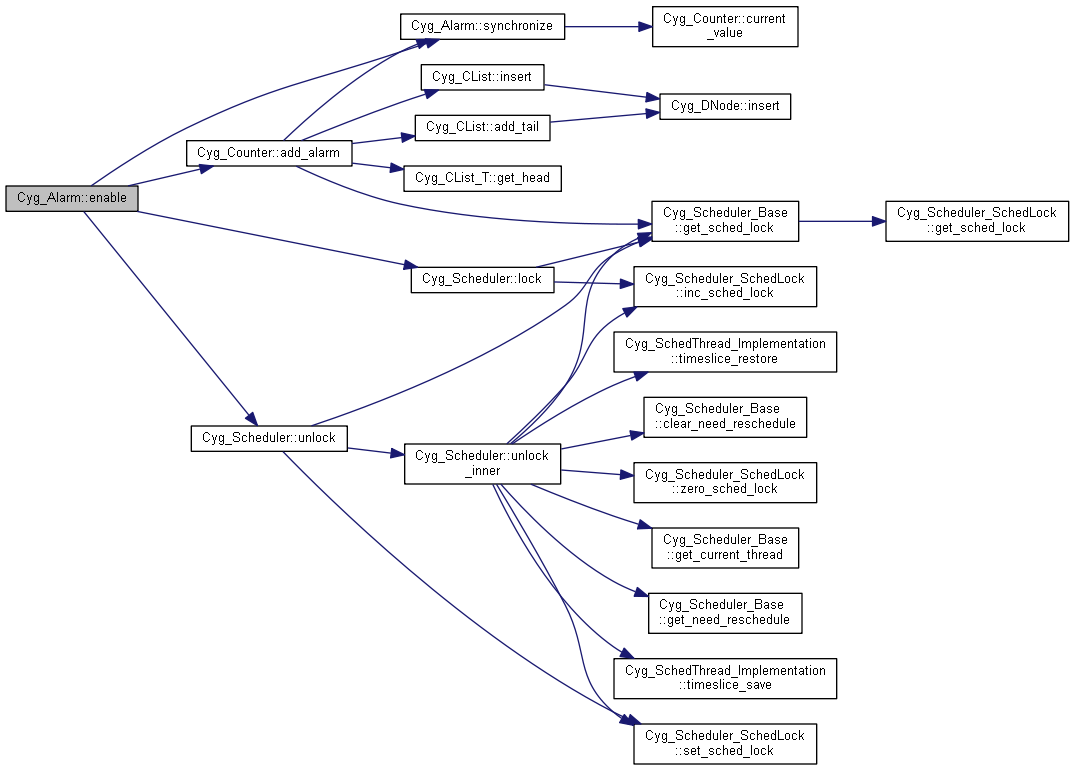 Cyg_Alarm::synchronize
Cyg_Counter::current
_value
Cyg_CList::insert
Cyg_DNode::insert
Cyg_CList::add_tail
Cyg_Counter::add_alarm
Cyg_CList_T::get_head
Cyg_Alarm::enable
Cyg_Scheduler_Base
::get_sched_lock
Cyg_Scheduler_SchedLock
::get_sched_lock
Cyg_Scheduler::lock
Cyg_Scheduler_SchedLock
::inc_sched_lock
Cyg_SchedThread_Implementation
::timeslice_restore
Cyg_Scheduler_Base
::clear_need_reschedule
Cyg_Scheduler::unlock
Cyg_Scheduler::unlock
_inner
Cyg_Scheduler_SchedLock
::zero_sched_lock
Cyg_Scheduler_Base
::get_current_thread
Cyg_Scheduler_Base
::get_need_reschedule
Cyg_SchedThread_Implementation
::timeslice_save
Cyg_Scheduler_SchedLock
::set_sched_lock